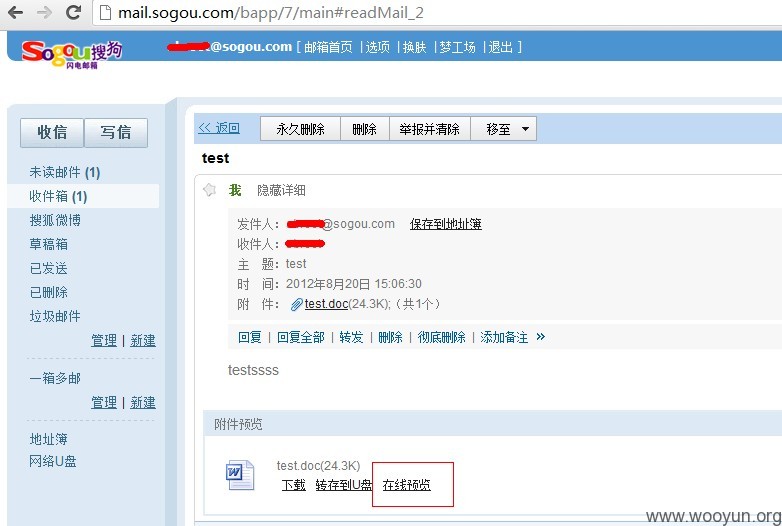 mail.sogou.com/bapp/7/main#readMail_2
Sogou搜狗
闪电邮箱
@sogou.com [ 邮箱首页 | 选项 | 换肤 | 梦工场 | 退出 ]
收信 写信
<< 返回 永久删除 删除 举报并清除 移至
test
未读邮件 (1)
收件箱 (1)
搜狐微博
草稿箱
已发送
已删除
垃圾邮件
管理 | 新建
一箱多邮
管理 | 新建
地址簿
网络U盘
我 隐藏详细
发件人: @sogou.com 保存到地址簿
收件人:
主 题: test
时 间: 2012年8月20日 15:06:30
附 件: test.doc(24.3K); (共1个)
回复 | 回复全部 | 转发 | 删除 | 彻底删除 | 添加备注 »
testssss
附件预览
test.doc(24.3K)
下载 转存到U盘 在线预览
www.wooyun.org